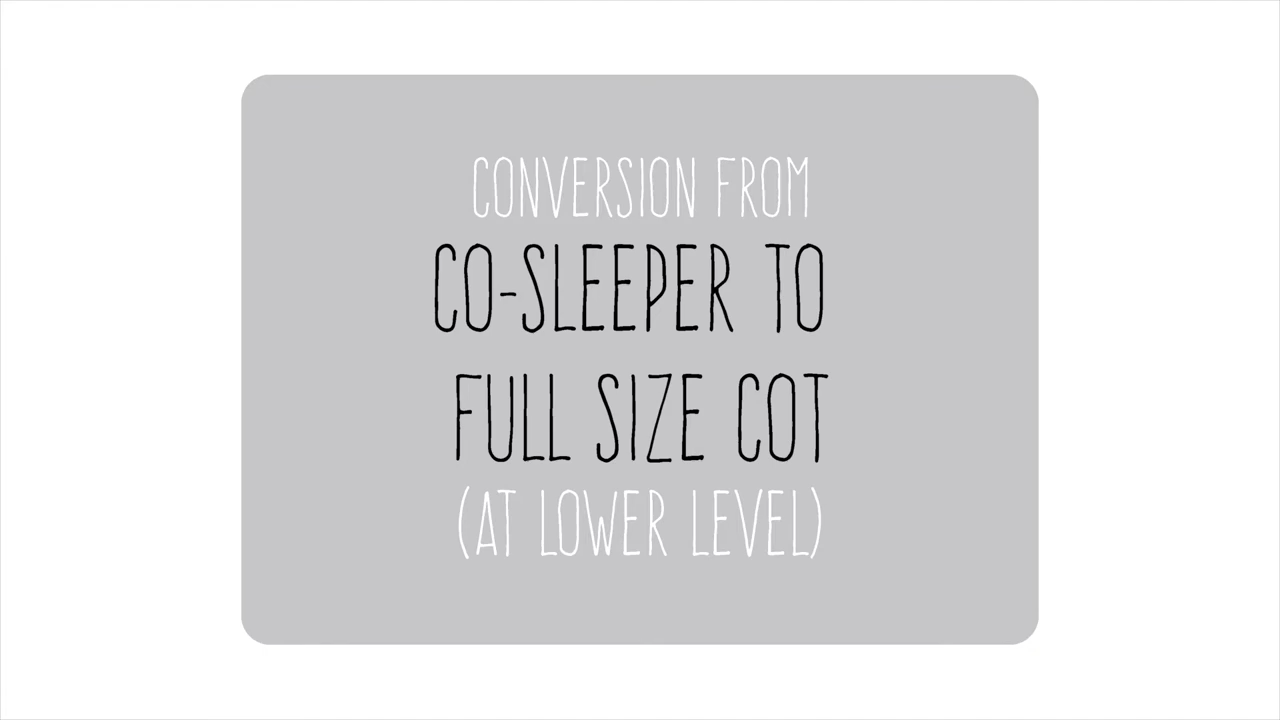 CONVERSION FROM
CO-SLEEPER TO
FULL SIZE COT
(AT LOWER LEVEL)